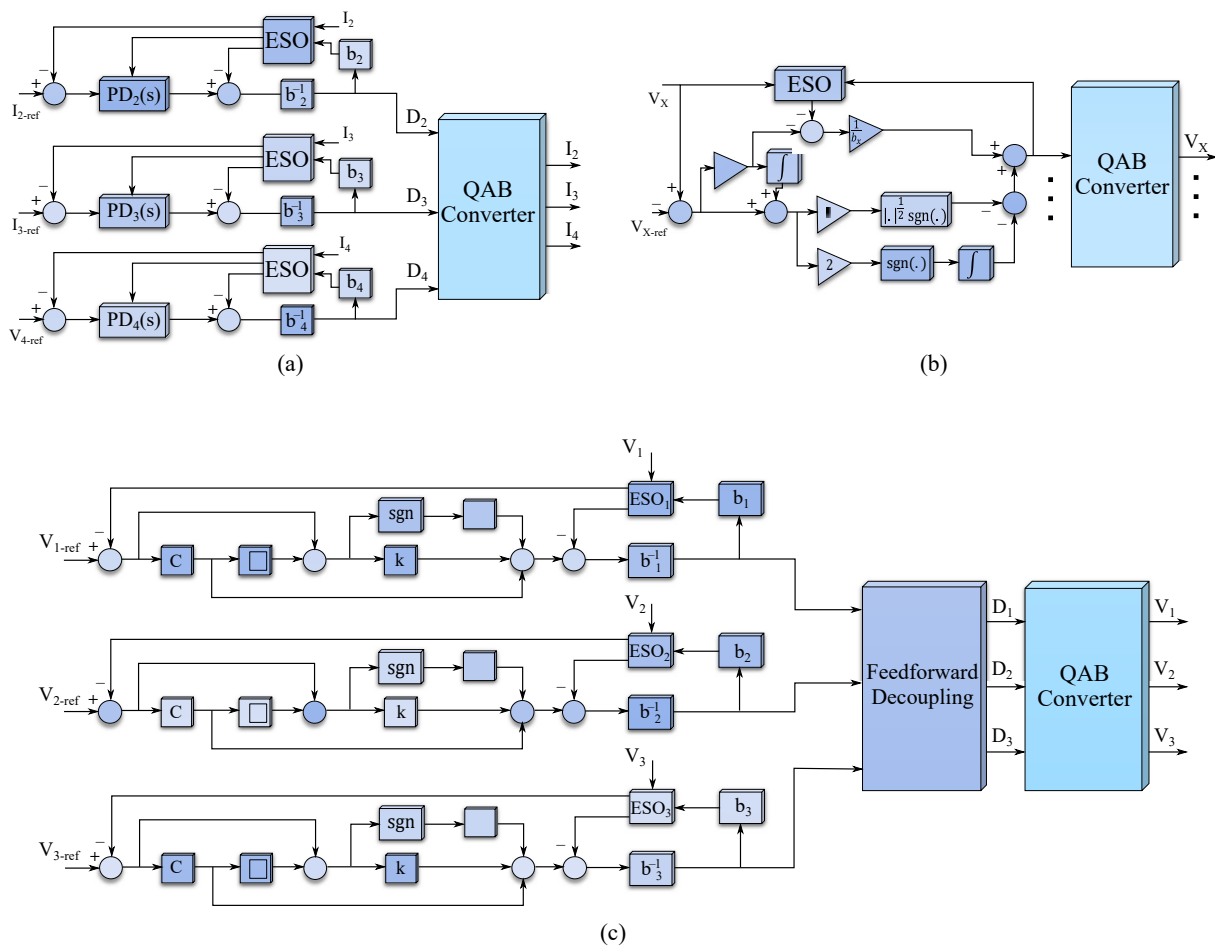 I2
ESO
b2
− 
+
PD2(s)
−
+
b2^-1
I2-ref
D2
I3
ESO
b3
−
+
PD3(s)
−
+
b3^-1
I3-ref
D3
I4
ESO
b4
−
+
PD4(s)
−
+
b4^-1
V4-ref
D4
QAB
Converter
I2
I3
I4
(a)
VX
ESO
−
−
1/bx
+
+
−
−
+
−
VX-ref
∫
+
+
|.|^1/2 sgn(.)
2
sgn(.)
∫
QAB
Converter
VX
(b)
V1
ESO1
b1
sgn
−
V1-ref
+
C
k
−
b1^-1
V2
ESO2
b2
sgn
−
V2-ref
+
C
k
−
b2^-1
V3
ESO3
b3
sgn
−
V3-ref
+
C
k
−
b3^-1
Feedforward
Decoupling
D1
D2
D3
QAB
Converter
V1
V2
V3
(c)